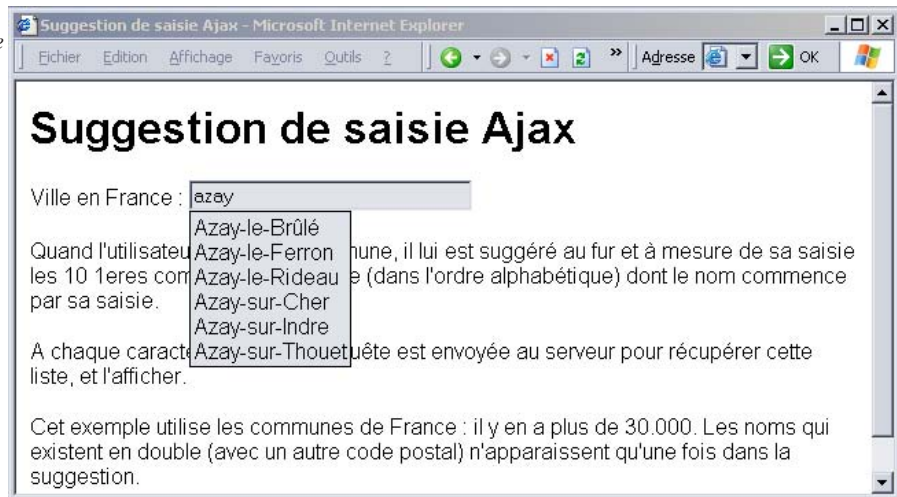 e
Suggestion de saisie Ajax - Microsoft Internet Explorer
Fichier Edition Affichage Favoris Outils ? » Adresse OK
Suggestion de saisie Ajax
Ville en France : azay
Azay-le-Brûlé
Azay-le-Ferron
Azay-le-Rideau
Azay-sur-Cher
Azay-sur-Indre
Azay-sur-Thouet
Quand l'utilisateu mune, il lui est suggéré au fur et à mesure de sa saisie
les 10 1eres com e (dans l'ordre alphabétique) dont le nom commence
par sa saisie.
A chaque caractè uête est envoyée au serveur pour récupérer cette
liste, et l'afficher.
Cet exemple utilise les communes de France : il y en a plus de 30.000. Les noms qui
existent en double (avec un autre code postal) n'apparaissent qu'une fois dans la
suggestion.